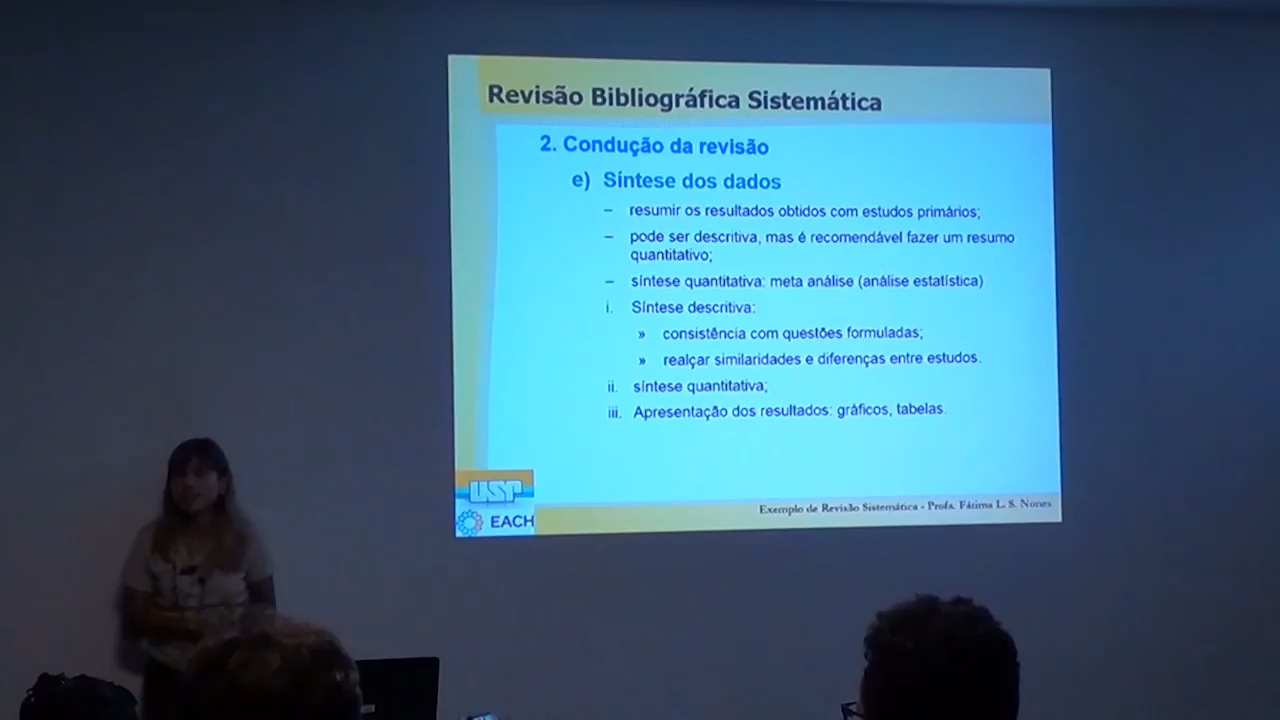 Revisão Bibliográfica Sistemática
2. Condução da revisão
e) Síntese dos dados
– resumir os resultados obtidos com estudos primários;
– pode ser descritiva, mas é recomendável fazer um resumo
quantitativo;
– síntese quantitativa: meta análise (análise estatística)
i. Síntese descritiva:
» consistência com questões formuladas;
» realçar similaridades e diferenças entre estudos.
ii. síntese quantitativa;
iii. Apresentação dos resultados: gráficos, tabelas.
USP
EACH
Exemplo de Revisão Sistemática - Profa. Fátima L. S. Nunes